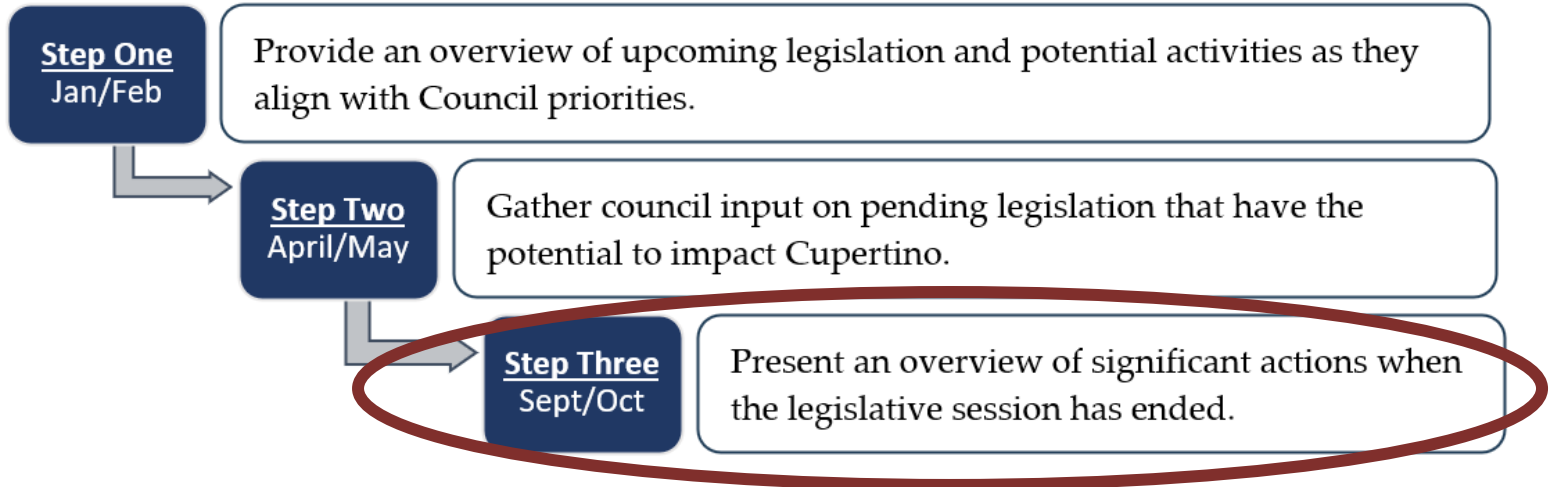 Step One
Jan/Feb
Provide an overview of upcoming legislation and potential activities as they
align with Council priorities.
Step Two
April/May
Gather council input on pending legislation that have the
potential to impact Cupertino.
Step Three
Sept/Oct
Present an overview of significant actions when
the legislative session has ended.